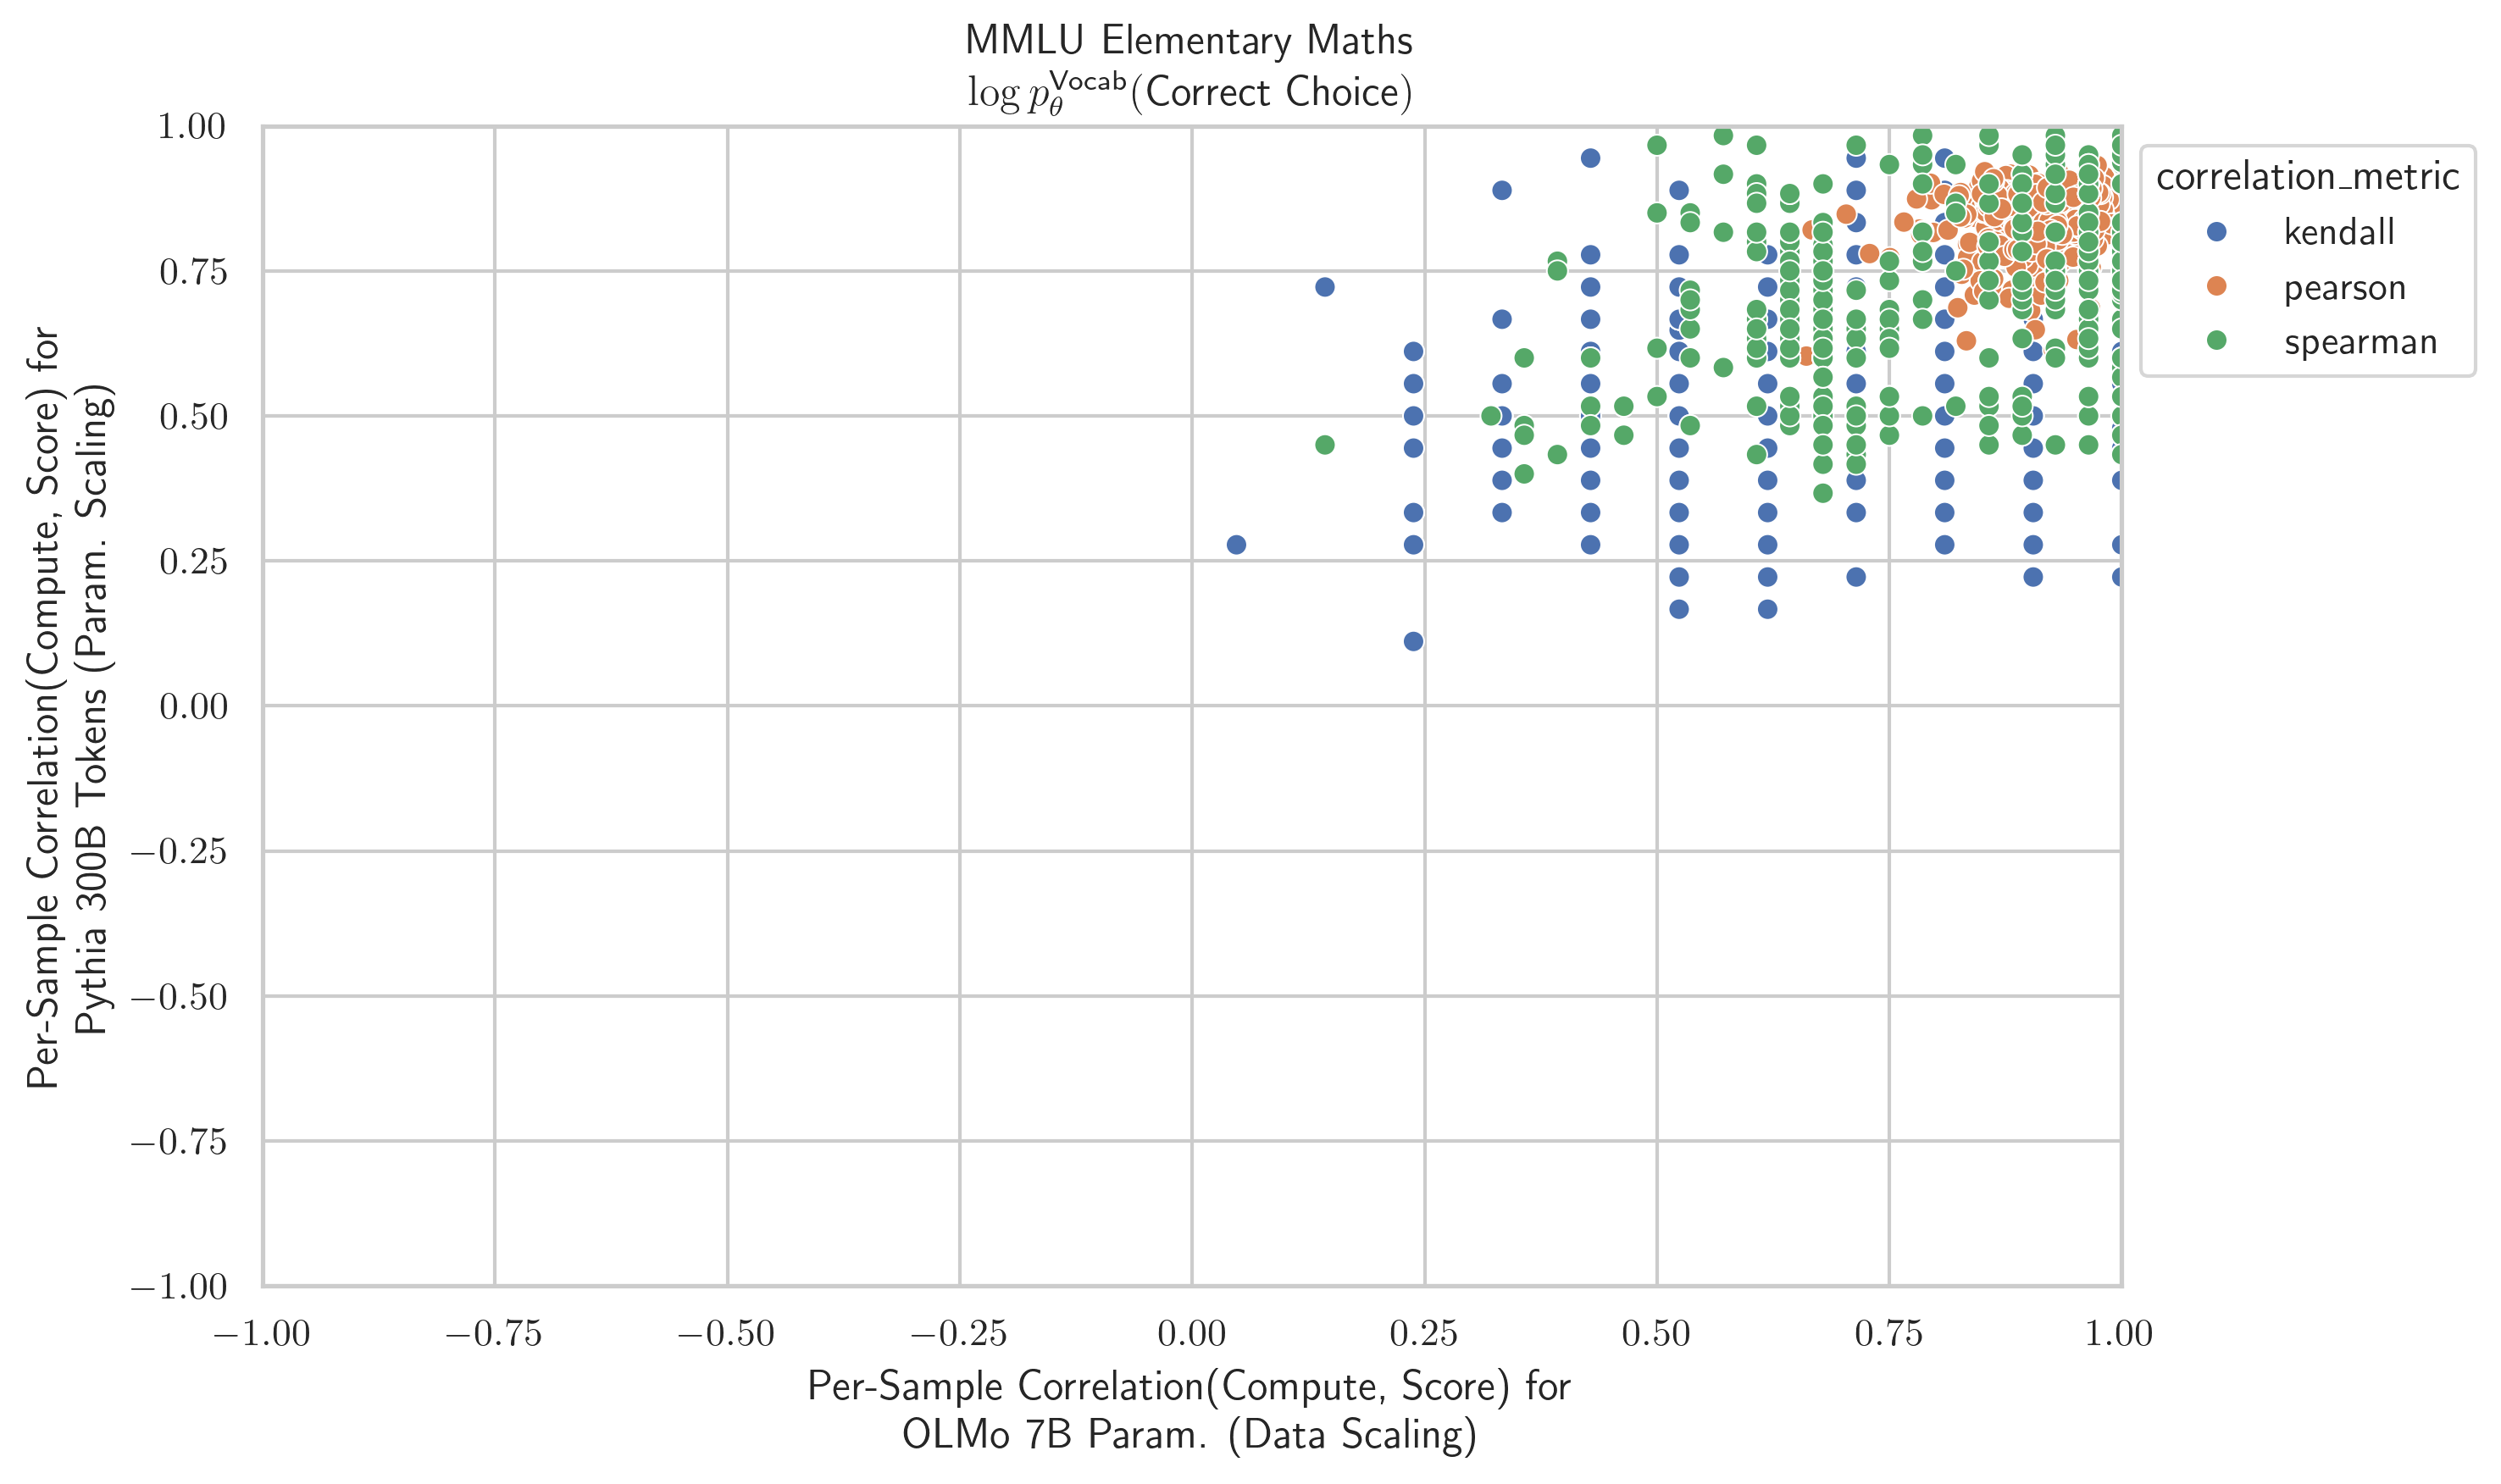 MMLU Elementary Maths
log p_θ^Vocab(Correct Choice)
Per-Sample Correlation(Compute, Score) for
Pythia 300B Tokens (Param. Scaling)
1.00
0.75
0.50
0.25
0.00
−0.25
−0.50
−0.75
−1.00
−1.00 −0.75 −0.50 −0.25 0.00 0.25 0.50 0.75 1.00
Per-Sample Correlation(Compute, Score) for
OLMo 7B Param. (Data Scaling)
correlation_metric
kendall
pearson
spearman